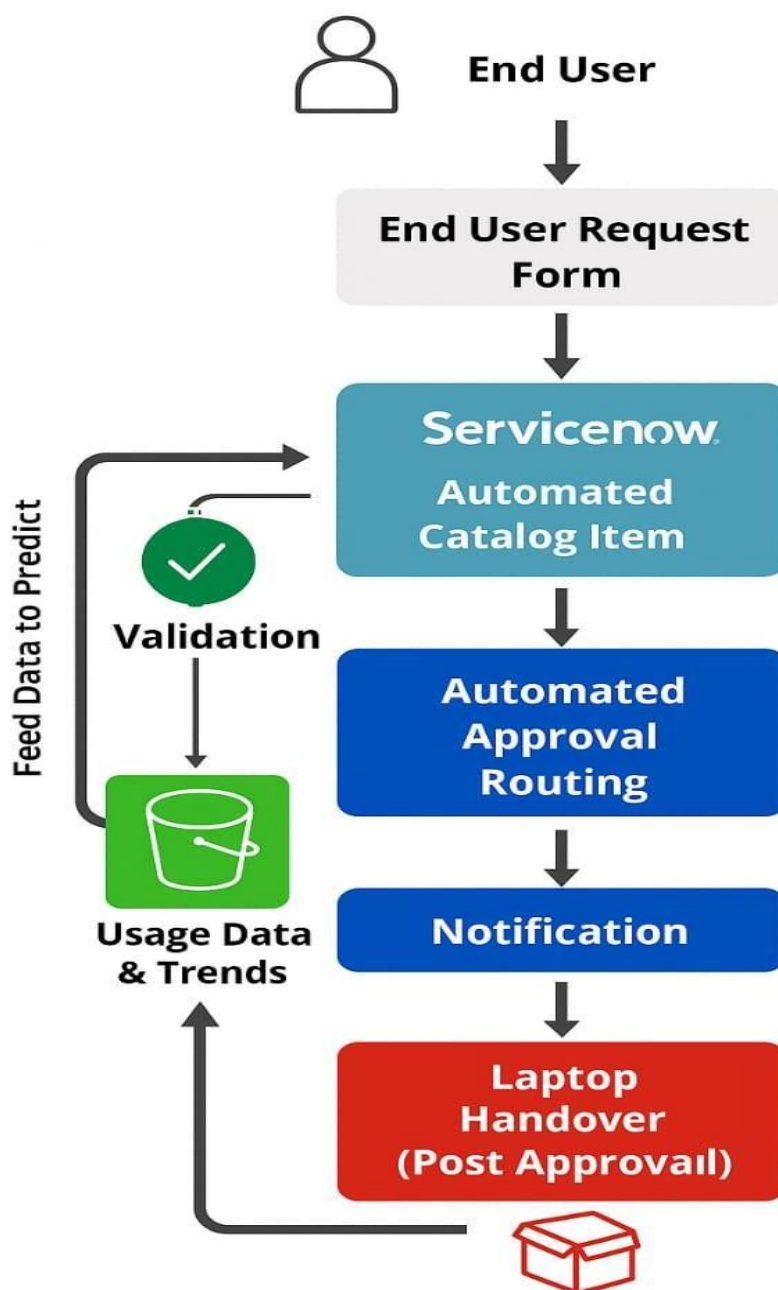 End User
End User Request
Form
Servicenow
Automated
Catalog Item
Feed Data to Predict
Validation
Automated
Approval
Routing
Usage Data
& Trends
Notification
Laptop
Handover
(Post Approvaıl)